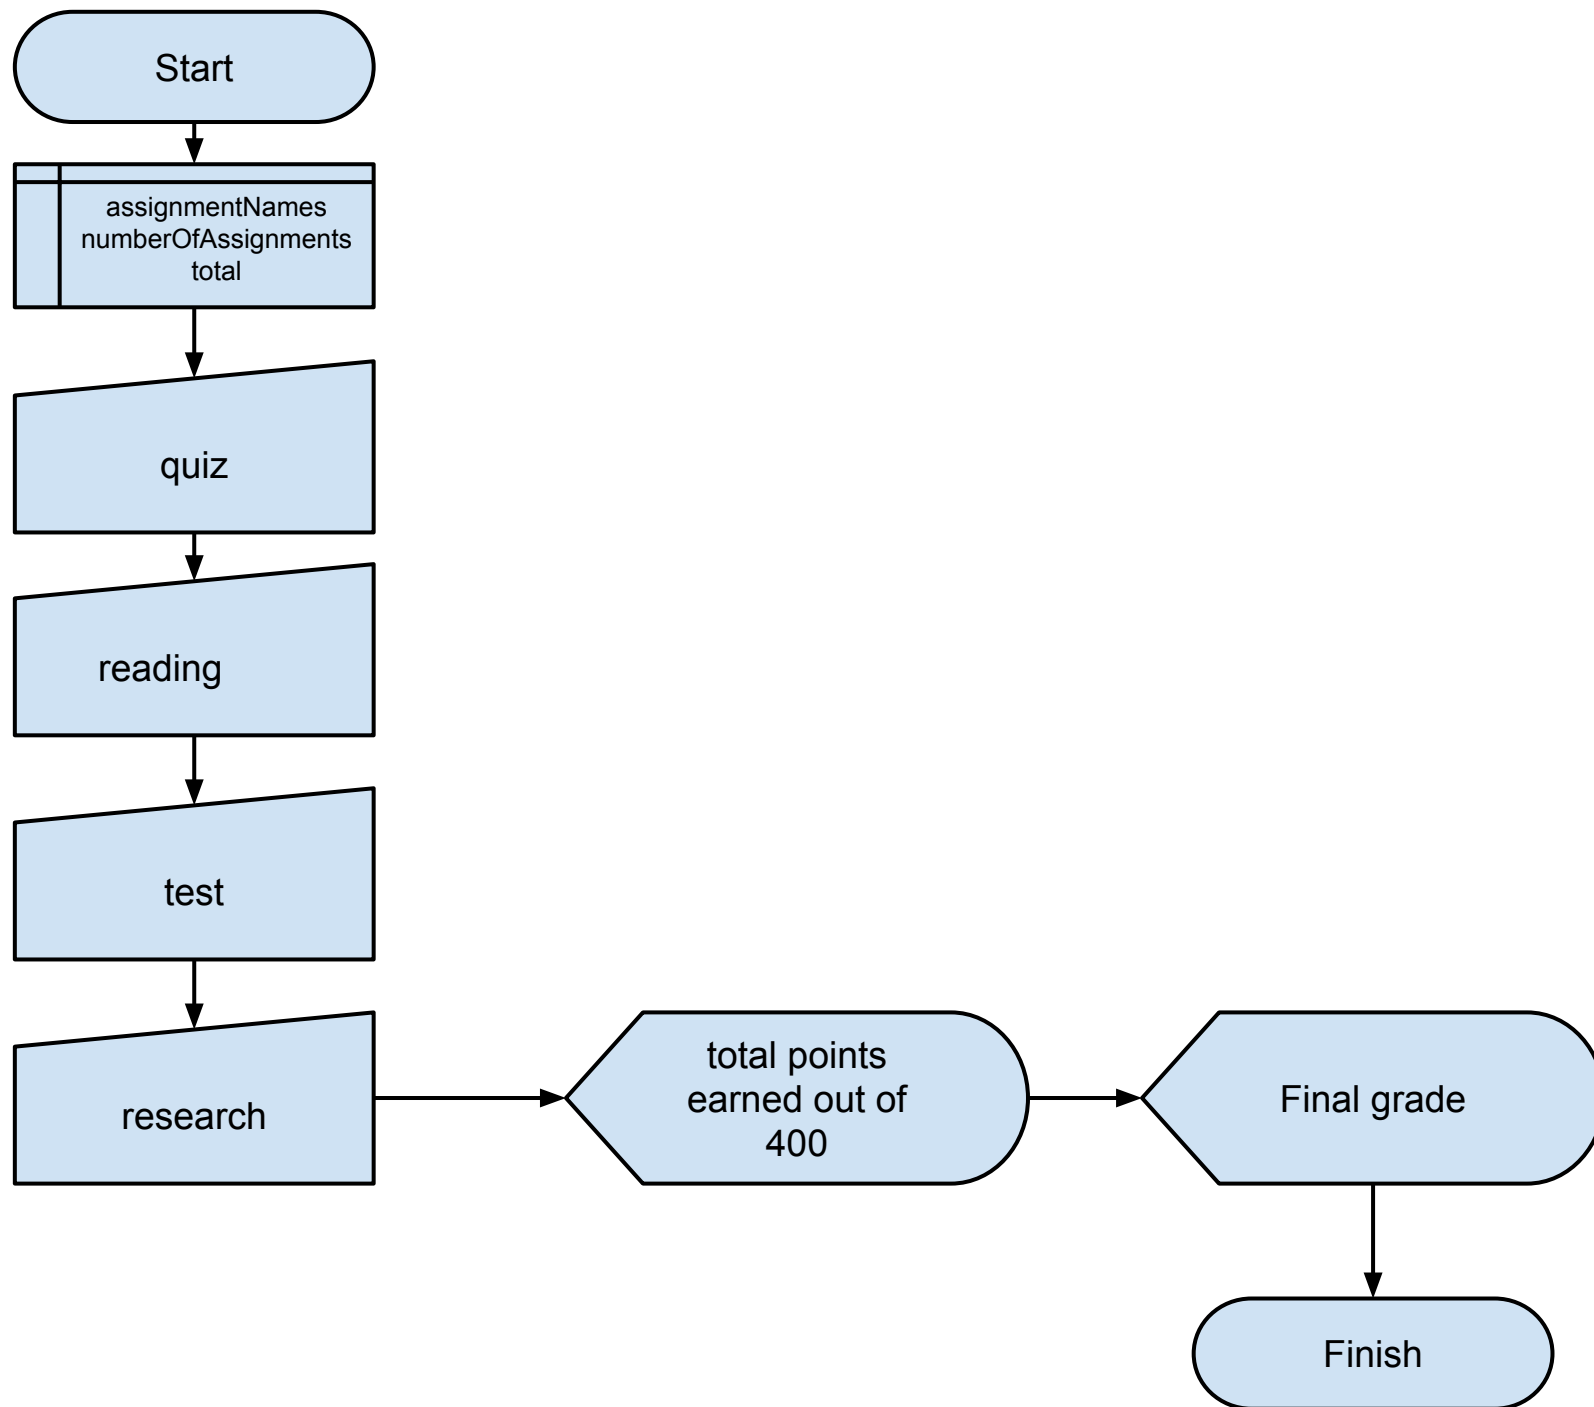 Start
assignmentNames
numberOfAssignments
total
quiz
reading
test
research
total points
earned out of
400
Final grade
Finish